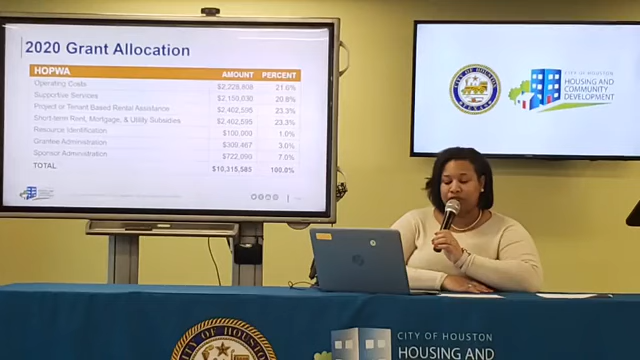 2020 Grant Allocation
HOPWA AMOUNT PERCENT
Operating Costs $2,228,808 21.6%
Supportive Services $2,150,030 20.8%
Project or Tenant Based Rental Assistance $2,402,595 23.3%
Short-term Rent, Mortgage, & Utility Subsidies $2,402,595 23.3%
Resource Identification $100,000 1.0%
Grantee Administration $309,467 3.0%
Sponsor Administration $722,090 7.0%
TOTAL $10,315,585 100.0%
CITY OF HOUSTON
HOUSING AND
COMMUNITY
DEVELOPMENT
CITY OF HOUSTON
HOUSING AND